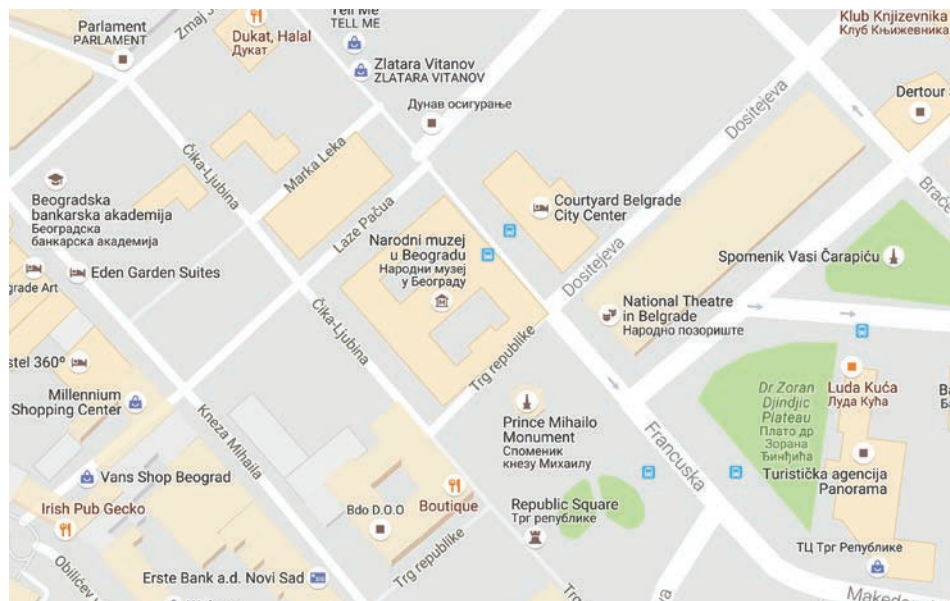 Parlament
PARLAMENT
Zmaj
Dukat, Halal
Дукат
Tell Me
TELL ME
Zlatara Vitanov
ZLATARA VITANOV
Дунав осигурање
Klub Knjizevnika
Клуб Књижевника
Dertour
Dositejeva
Braće
Čika-Ljubina
Marka Leka
Laze Pačua
Beogradska
bankarska akademija
Београдска
банкарска академија
Eden Garden Suites
grade Art
Narodni muzej
u Beogradu
Народни музеј
у Београду
Courtyard Belgrade
City Center
Dositejeva
Spomenik Vasi Čarapiću
National Theatre
in Belgrade
Народно позориште
Čika-Ljubina
Trg republike
stel 360º
Millennium
Shopping Center
Kneza Mihaila
Prince Mihailo
Monument
Споменик
кнезу Михаилу
Francuska
Dr Zoran
Djindjic
Plateau
Плато др
Зорана
Ђинђића
Luda Kuća
Луда Кућа
Turistička agencija
Panorama
Vans Shop Beograd
Irish Pub Gecko
Bdo D.O.O
Boutique
Republic Square
Трг републике
Trg republike
Obilićev
Erste Bank a.d. Novi Sad
Trg
ТЦ Трг Републике
Makedo